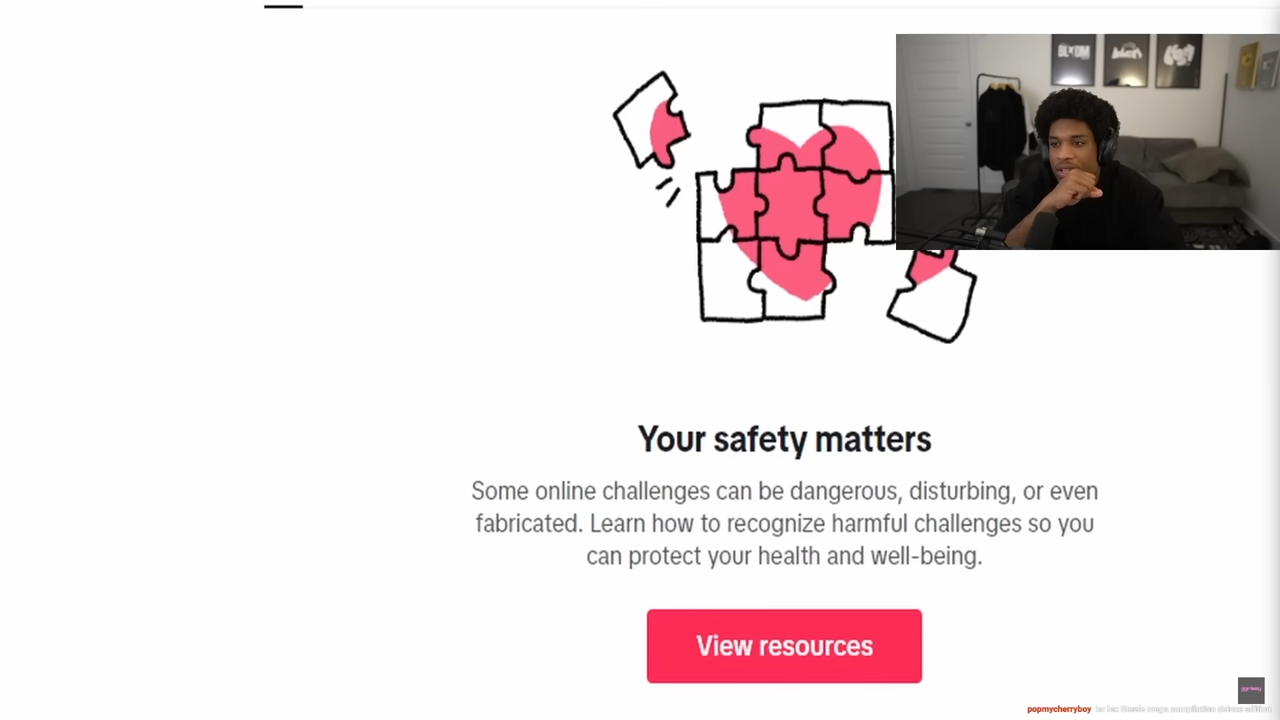 BLXDM
Your safety matters
Some online challenges can be dangerous, disturbing, or even
fabricated. Learn how to recognize harmful challenges so you
can protect your health and well-being.
View resources
popmycherryboy